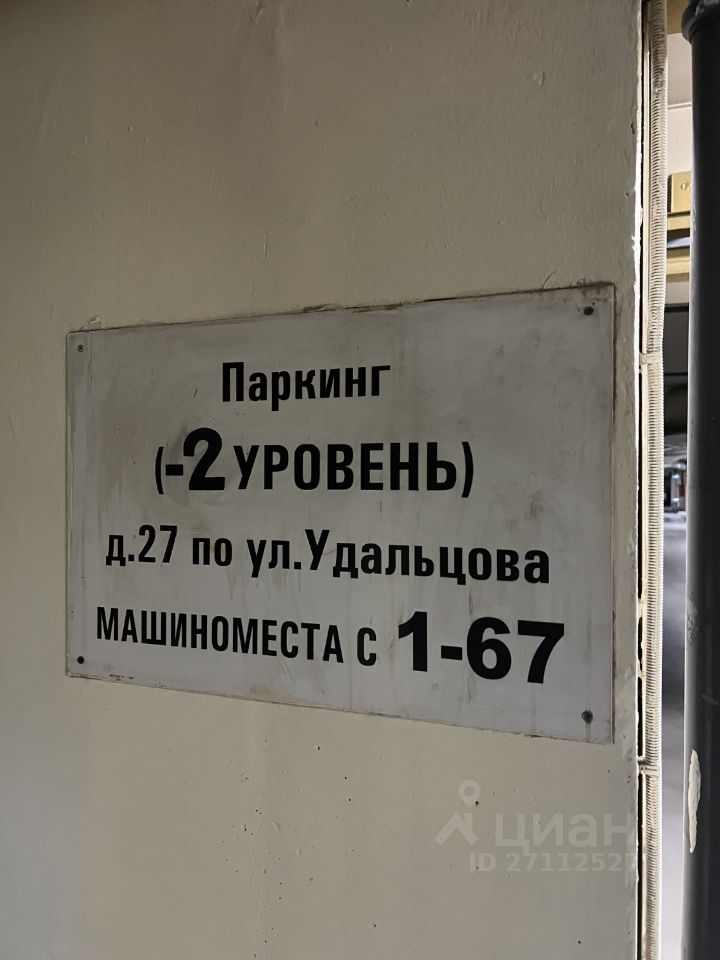 Паркинг
(-2 УРОВЕНЬ)
д.27 по ул.Удальцова
МАШИНОМЕСТА с 1-67
циан